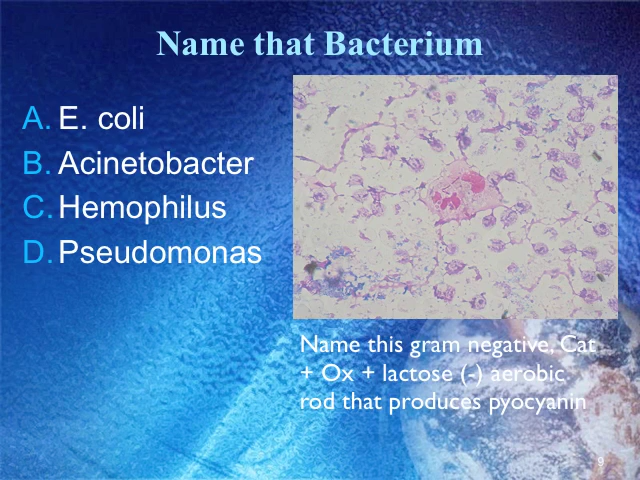 Name that Bacterium
A. E. coli
B. Acinetobacter
C. Hemophilus
D. Pseudomonas
Name this gram negative, Cat
+ Ox + lactose (-) aerobic
rod that produces pyocyanin
9